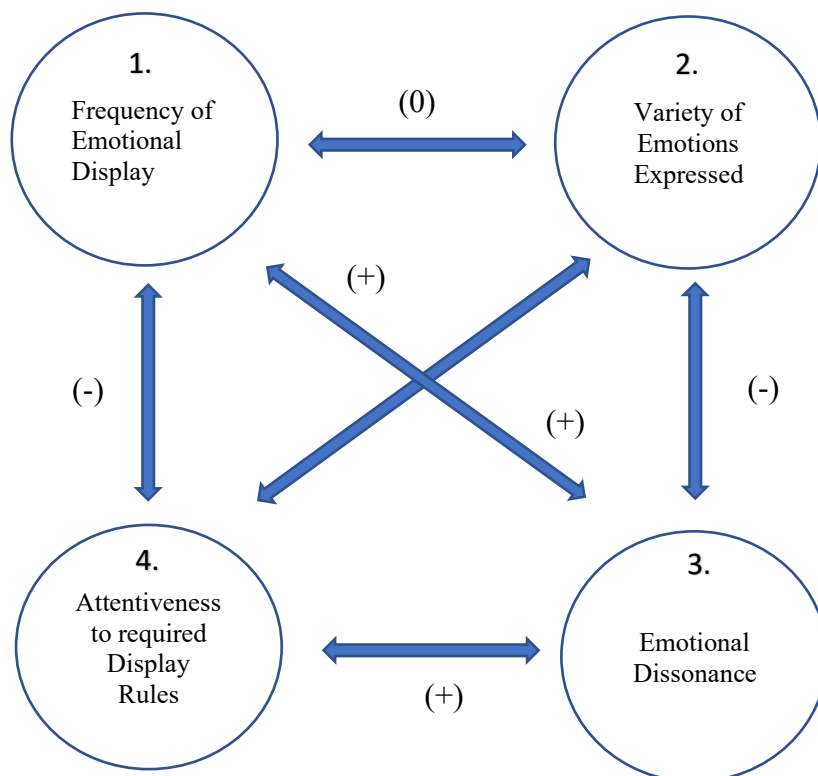 1.
Frequency of
Emotional
Display
(0)
2.
Variety of
Emotions
Expressed
(+)
(-)
(-)
(+)
4.
Attentiveness
to required
Display
Rules
(+)
3.
Emotional
Dissonance